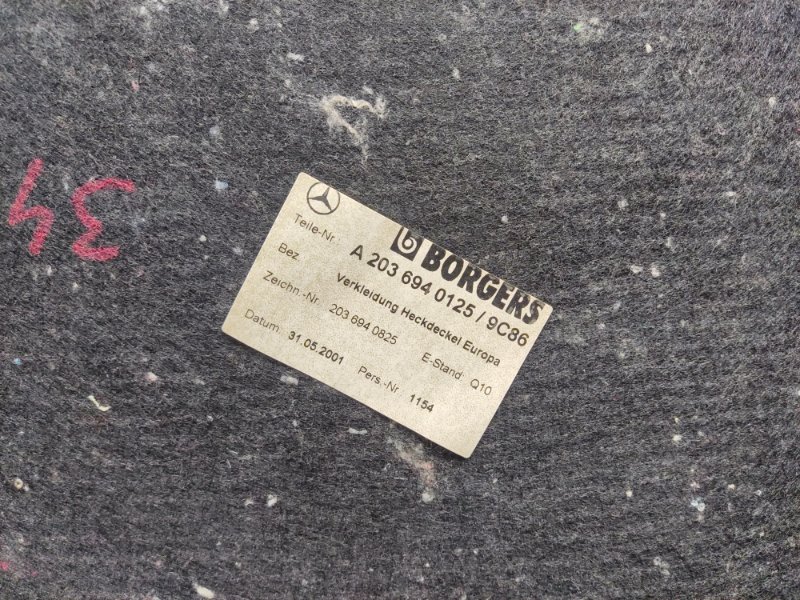 34
BORGERS
Teile-Nr.: A 203 694 0125 / 9C86
Bez Verkleidung Heckdeckel Europa
Zeichn.-Nr. 203 694 0825 E-Stand: Q10
Datum: 31.05.2001 Pers.-Nr 1154